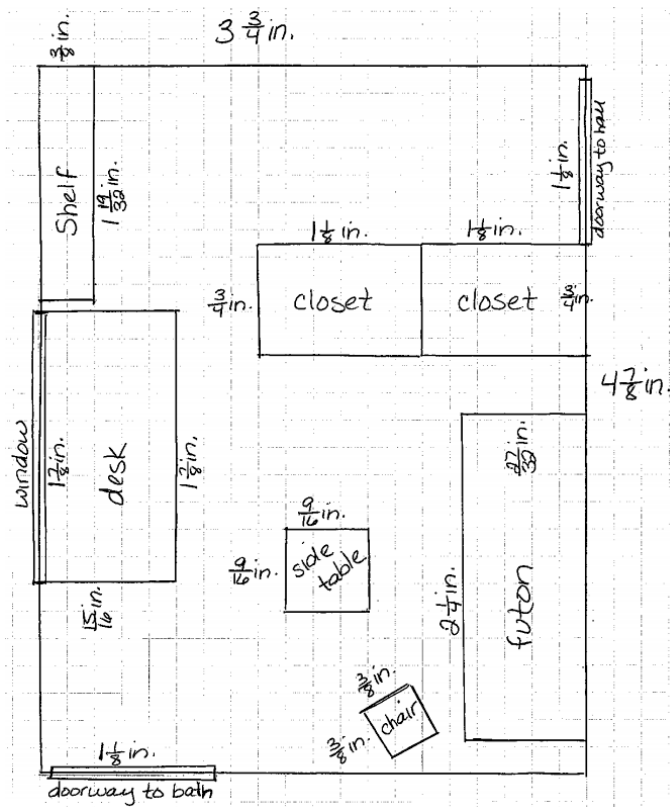 3/8 in.
3 3/4 in.
Shelf
1 19/32 in.
1 1/8 in.
doorway to hall
1 1/8 in.
1 1/8 in.
3/4 in.
closet
closet
3/4 in.
4 7/8 in.
window
1 7/8 in.
desk
1 7/8 in.
27/32 in.
9/16 in.
9/16 in.
side
table
15/16 in.
2 1/4 in.
futon
3/8 in.
3/8 in.
chair
1 1/8 in.
doorway to bath